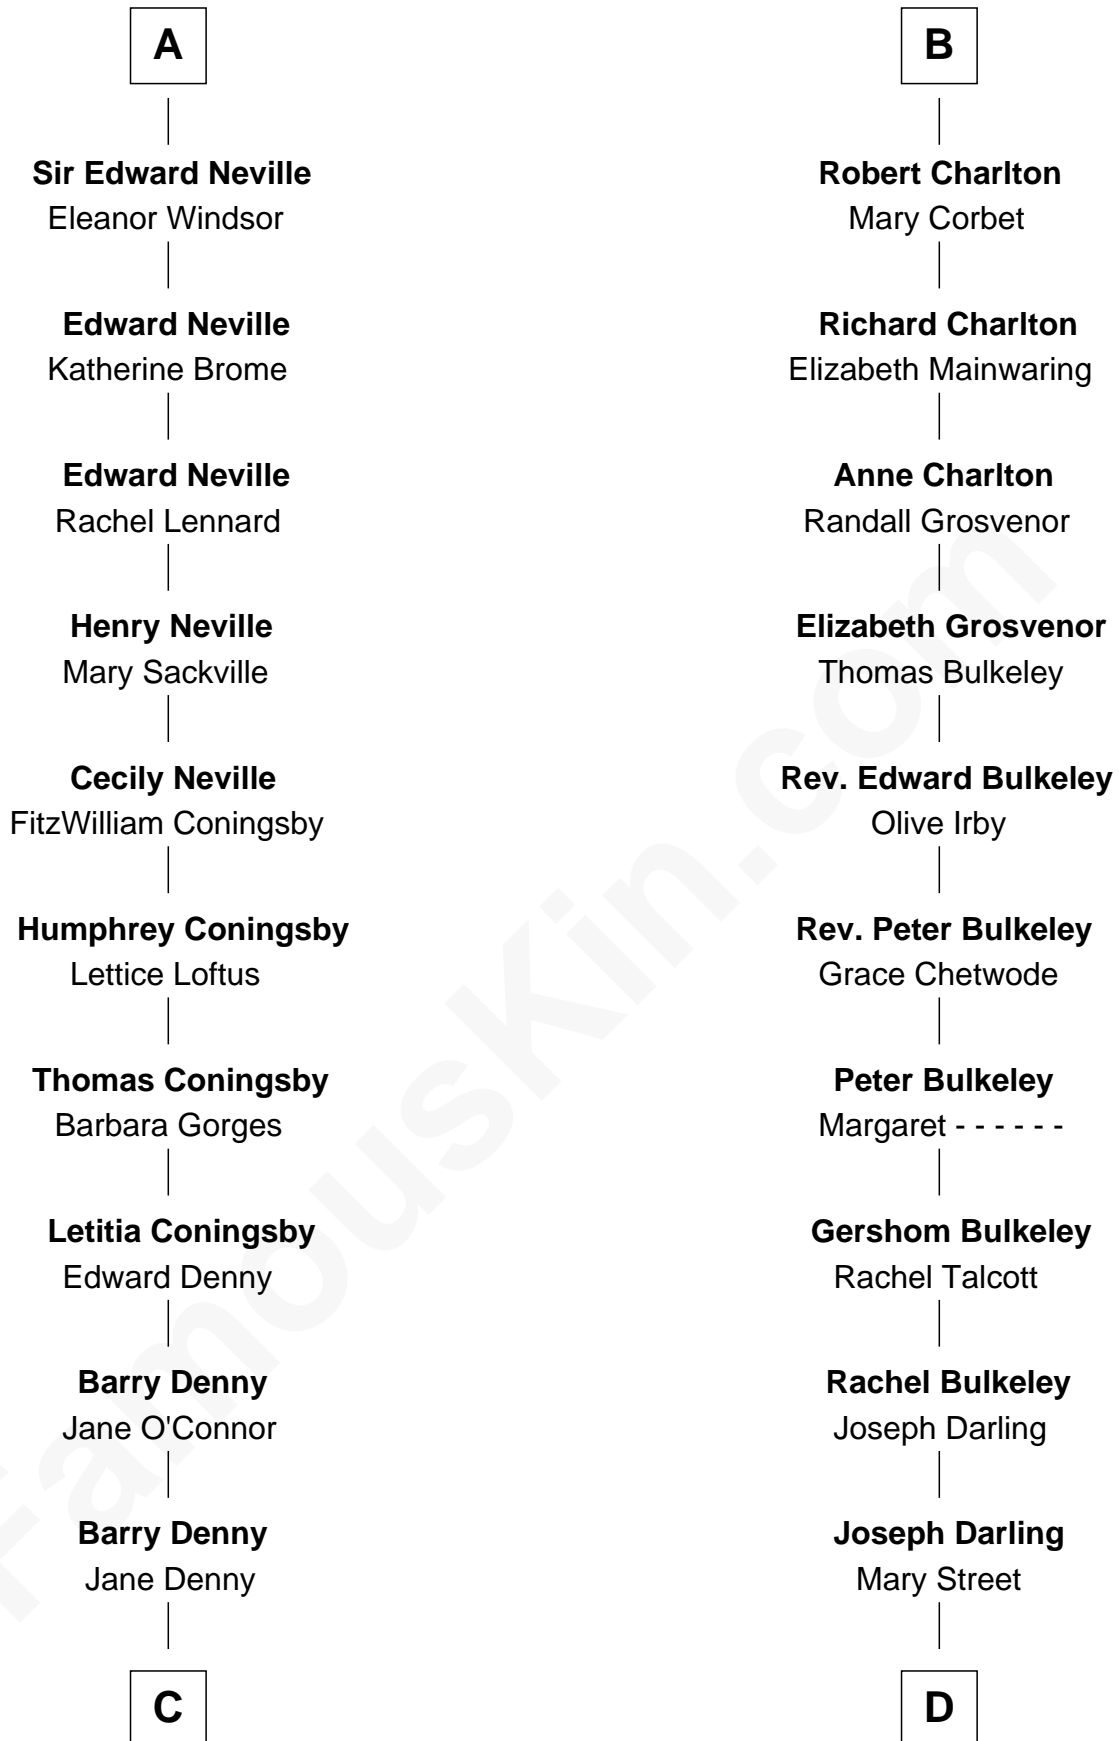 A
Sir Edward Neville
Eleanor Windsor
Edward Neville
Katherine Brome
Edward Neville
Rachel Lennard
Henry Neville
Mary Sackville
Cecily Neville
FitzWilliam Coningsby
Humphrey Coningsby
Lettice Loftus
Thomas Coningsby
Barbara Gorges
Letitia Coningsby
Edward Denny
Barry Denny
Jane O'Connor
Barry Denny
Jane Denny
C
B
Robert Charlton
Mary Corbet
Richard Charlton
Elizabeth Mainwaring
Anne Charlton
Randall Grosvenor
Elizabeth Grosvenor
Thomas Bulkeley
Rev. Edward Bulkeley
Olive Irby
Rev. Peter Bulkeley
Grace Chetwode
Peter Bulkeley
Margaret - - - - - -
Gershom Bulkeley
Rachel Talcott
Rachel Bulkeley
Joseph Darling
Joseph Darling
Mary Street
D
FamousKin.com